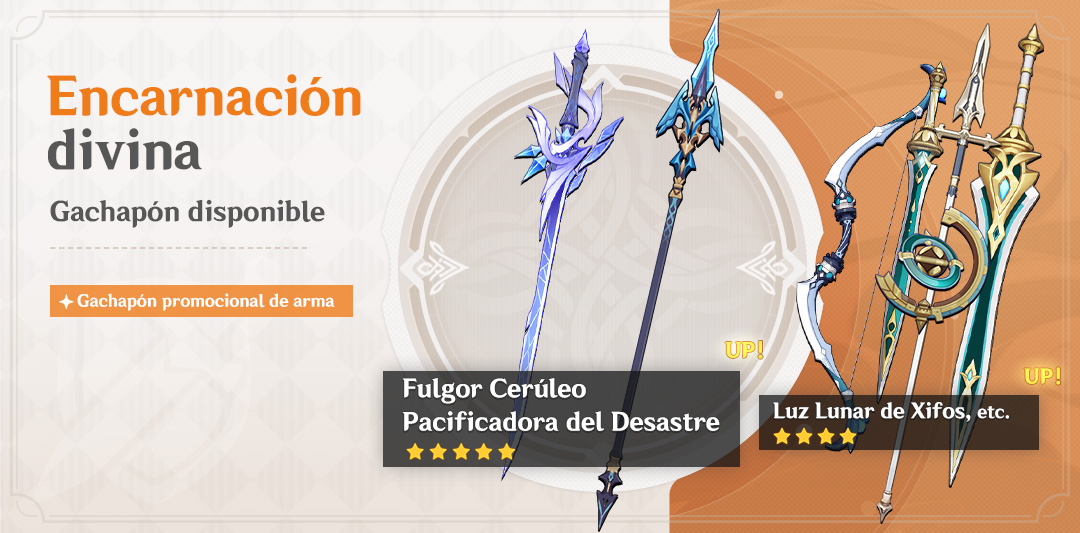 Encarnación
divina
Gachapón disponible
Gachapón promocional de arma
UP!
Fulgor Cerúleo
Pacificadora del Desastre
UP!
Luz Lunar de Xifos, etc.